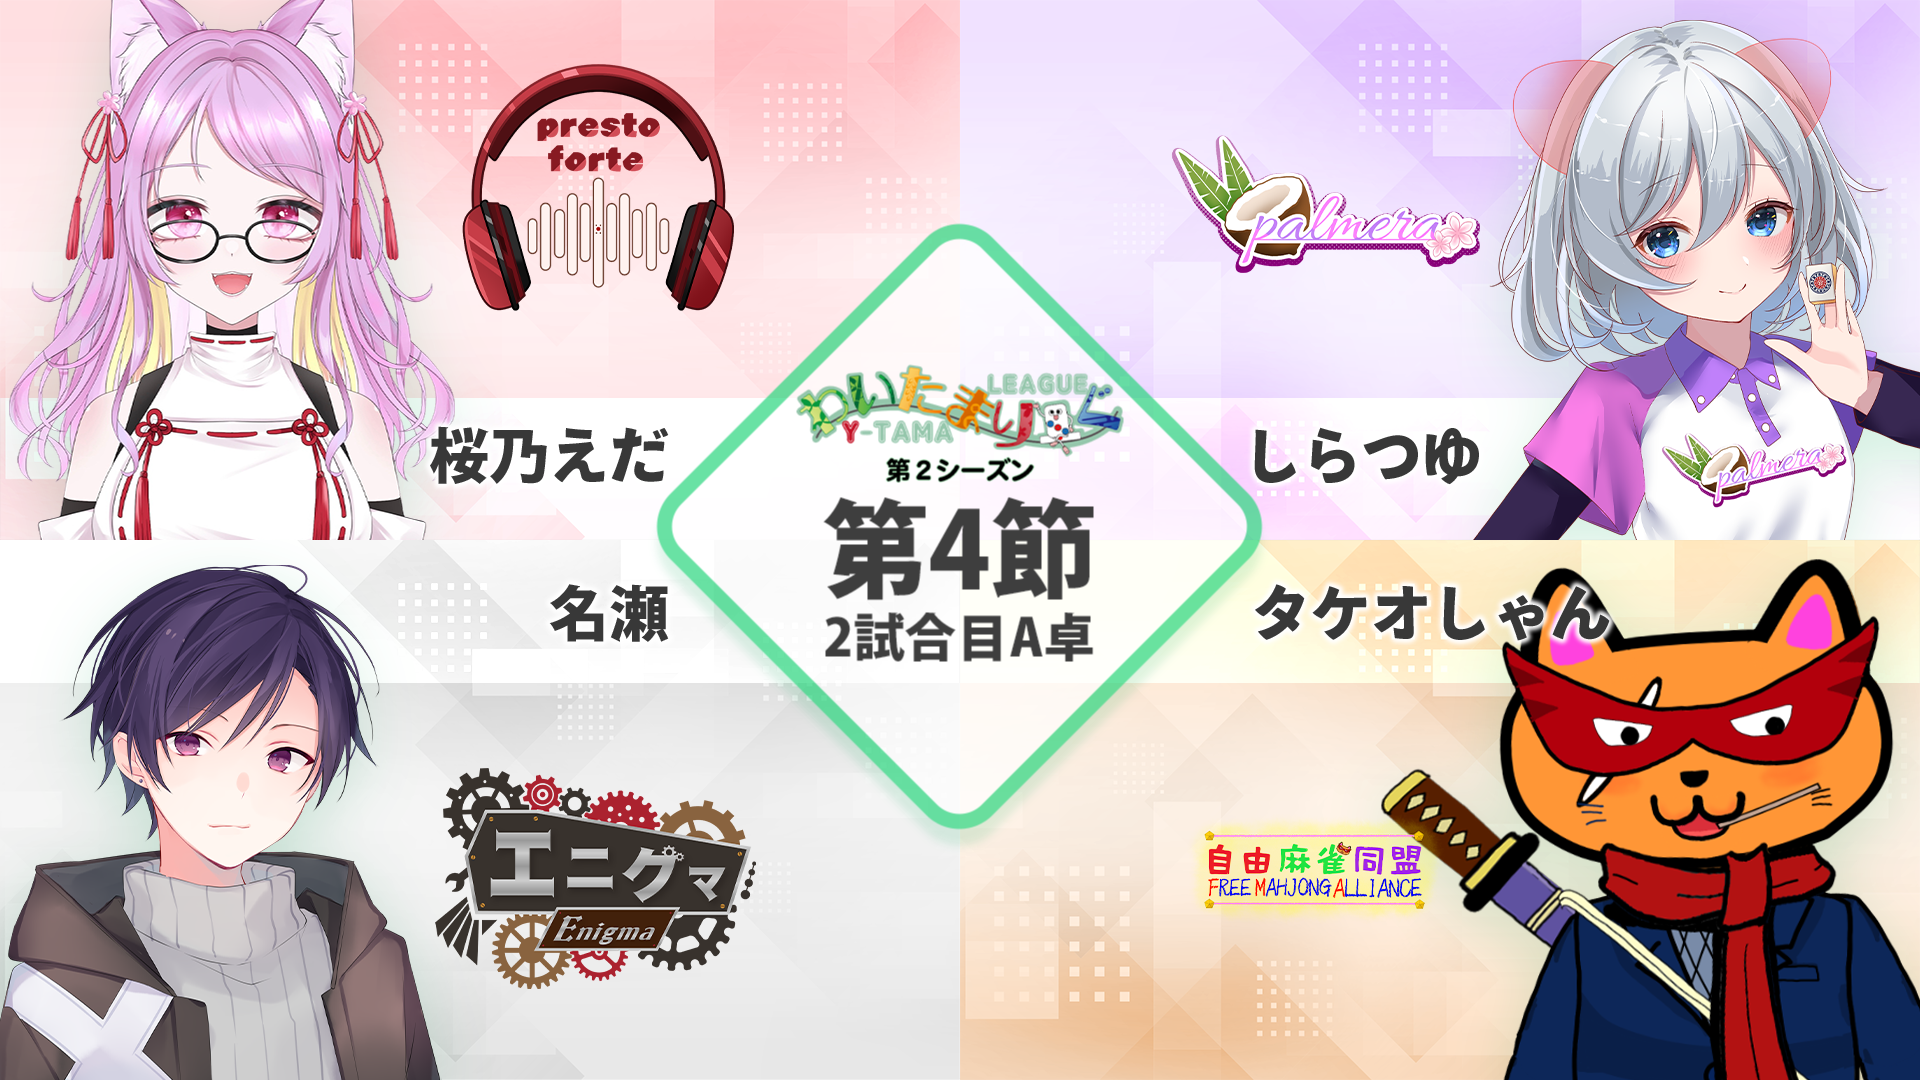 presto
forte
palmera
桜乃えだ
わいたまりーぐ
LEAGUE
Y-TAMA
第2シーズン
第4節
2試合目A卓
しらつゆ
palmera
名瀬
タケオしゃん
エニグマ
Enigma
自由麻雀同盟
FREE MAHJONG ALLIANCE